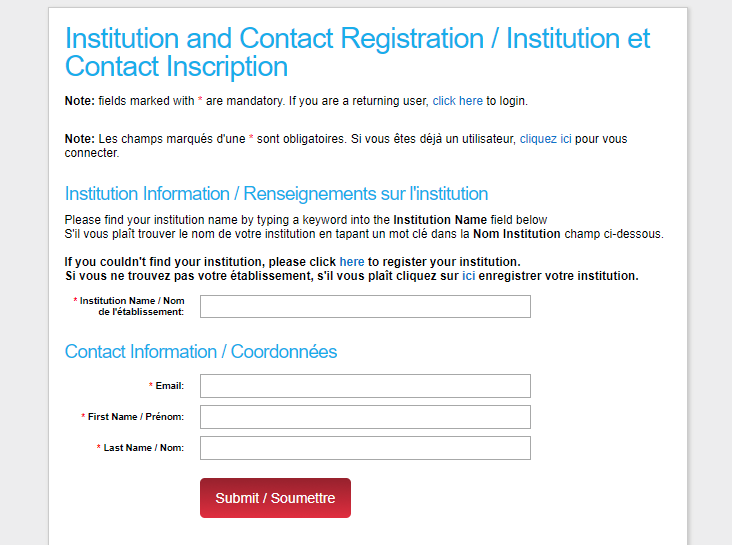 Institution and Contact Registration / Institution et
Contact Inscription
Note: fields marked with * are mandatory. If you are a returning user, click here to login.
Note: Les champs marqués d'une * sont obligatoires. Si vous êtes déjà un utilisateur, cliquez ici pour vous
connecter.
Institution Information / Renseignements sur l'institution
Please find your institution name by typing a keyword into the Institution Name field below
S'il vous plaît trouver le nom de votre institution en tapant un mot clé dans la Nom Institution champ ci-dessous.
If you couldn't find your institution, please click here to register your institution.
Si vous ne trouvez pas votre établissement, s'il vous plaît cliquez sur ici enregistrer votre institution.
* Institution Name / Nom
de l'établissement:
Contact Information / Coordonnées
* Email:
* First Name / Prénom:
* Last Name / Nom:
Submit / Soumettre